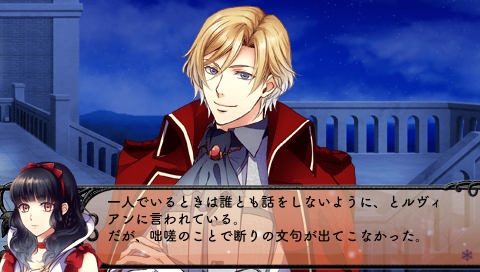 一人でいるときは誰とも話をしないように、とルヴィ
アンに言われている。
だが、咄嗟のことで断りの文句が出てこなかった。